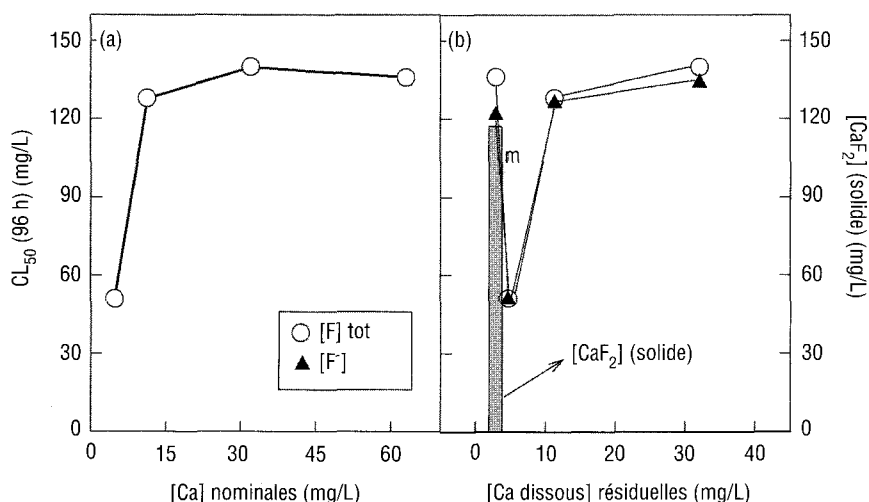 (a)
(b)
150
120
90
60
30
0
CL₅₀ (96 h) (mg/L)
0 15 30 45 60
[Ca] nominales (mg/L)
[F] tot
[F⁻]
m
[CaF₂] (solide)
0 10 20 30 40
[Ca dissous] résiduelles (mg/L)
150
120
90
60
30
0
[CaF₂] (solide) (mg/L)